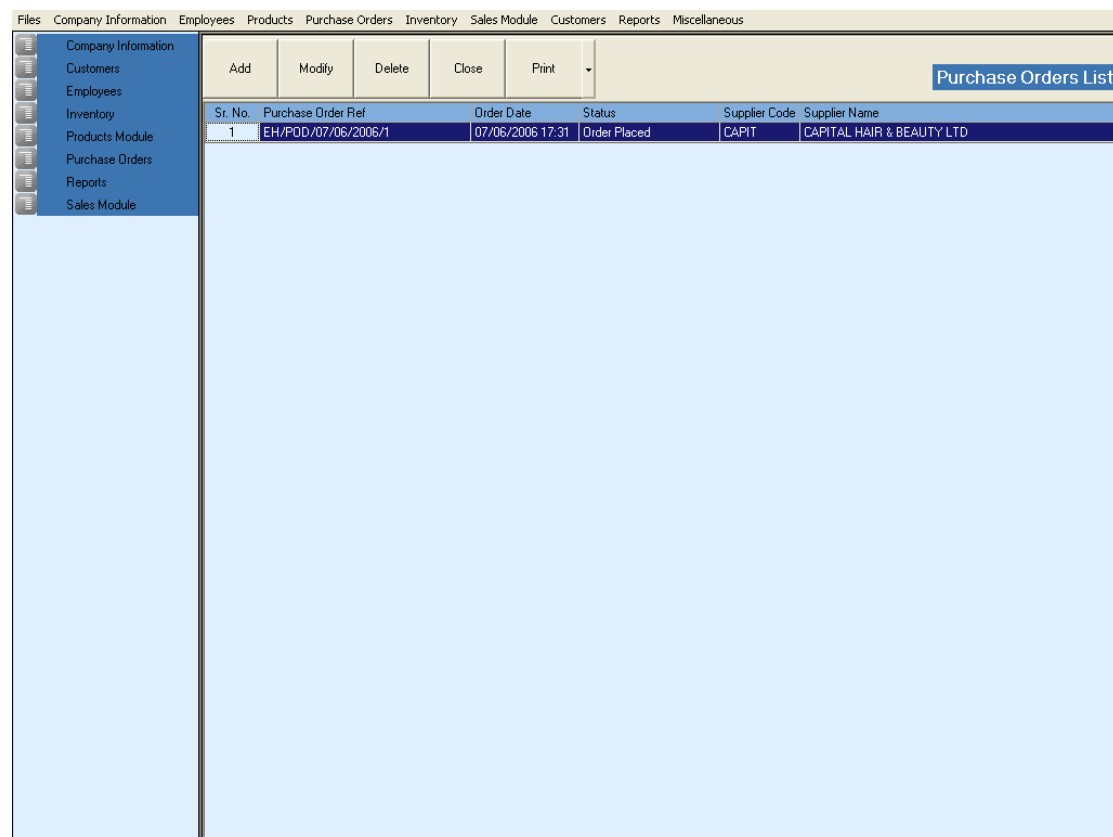 Files Company Information Employees Products Purchase Orders Inventory Sales Module Customers Reports Miscellaneous
Company Information
Customers
Employees
Inventory
Products Module
Purchase Orders
Reports
Sales Module
Add Modify Delete Close Print
Purchase Orders List
Sr. No. Purchase Order Ref Order Date Status Supplier Code Supplier Name
1 EH/POD/07/06/2006/1 07/06/2006 17:31 Order Placed CAPIT CAPITAL HAIR & BEAUTY LTD